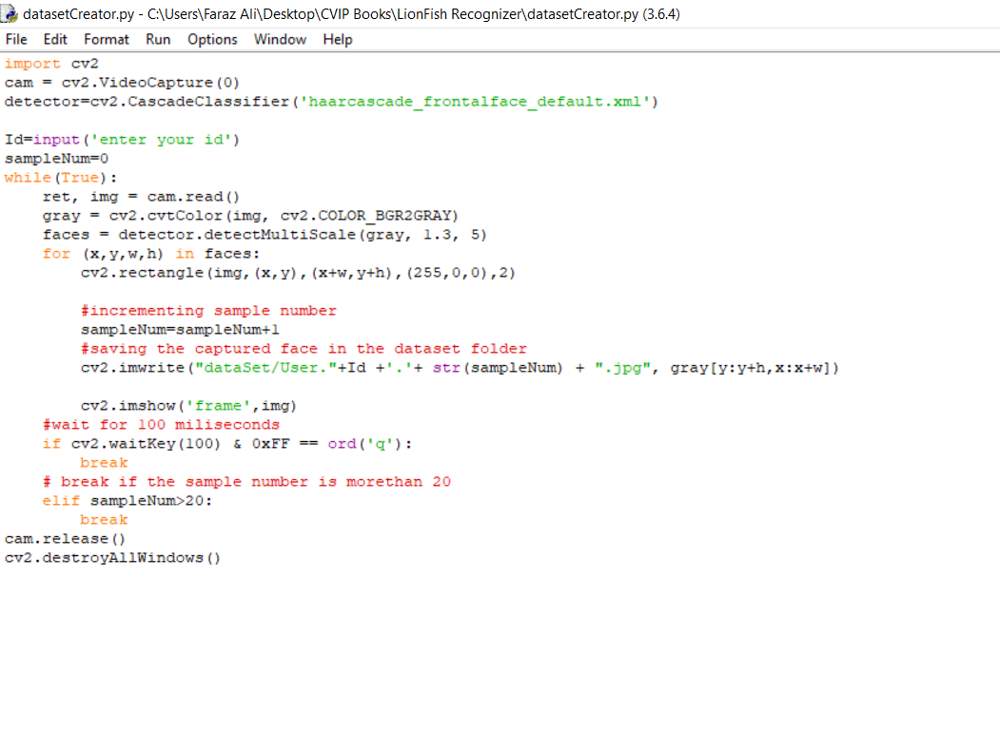 datasetCreator.py - C:\Users\Faraz Ali\Desktop\CVIP Books\LionFish Recognizer\datasetCreator.py (3.6.4)
File Edit Format Run Options Window Help
import cv2
cam = cv2.VideoCapture(0)
detector=cv2.CascadeClassifier('haarcascade_frontalface_default.xml')

Id=input('enter your id')
sampleNum=0
while(True):
    ret, img = cam.read()
    gray = cv2.cvtColor(img, cv2.COLOR_BGR2GRAY)
    faces = detector.detectMultiScale(gray, 1.3, 5)
    for (x,y,w,h) in faces:
        cv2.rectangle(img,(x,y),(x+w,y+h),(255,0,0),2)

        #incrementing sample number
        sampleNum=sampleNum+1
        #saving the captured face in the dataset folder
        cv2.imwrite("dataSet/User."+Id +'.'+ str(sampleNum) + ".jpg", gray[y:y+h,x:x+w])

        cv2.imshow('frame',img)
    #wait for 100 miliseconds
    if cv2.waitKey(100) & 0xFF == ord('q'):
        break
    # break if the sample number is morethan 20
    elif sampleNum>20:
        break
cam.release()
cv2.destroyAllWindows()